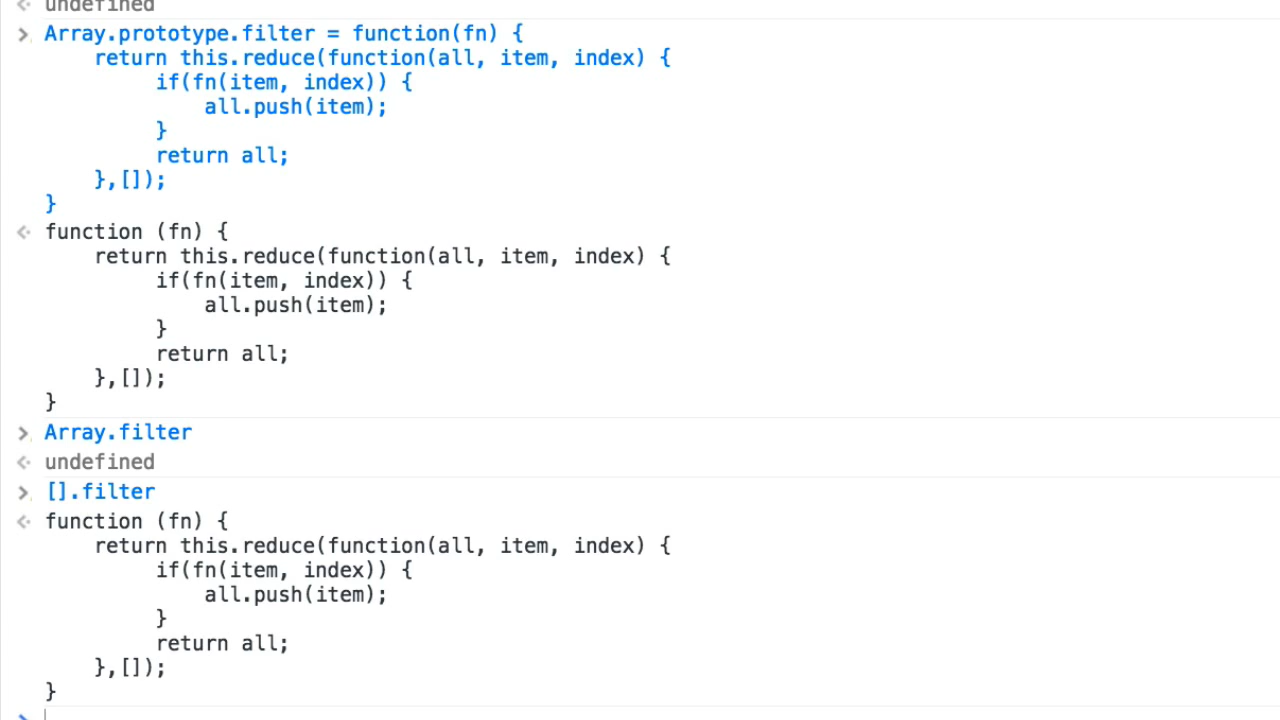 undefined
Array.prototype.filter = function(fn) {
return this.reduce(function(all, item, index) {
if(fn(item, index)) {
all.push(item);
}
return all;
},[]);
}
function (fn) {
return this.reduce(function(all, item, index) {
if(fn(item, index)) {
all.push(item);
}
return all;
},[]);
}
Array.filter
undefined
[].filter
function (fn) {
return this.reduce(function(all, item, index) {
if(fn(item, index)) {
all.push(item);
}
return all;
},[]);
}